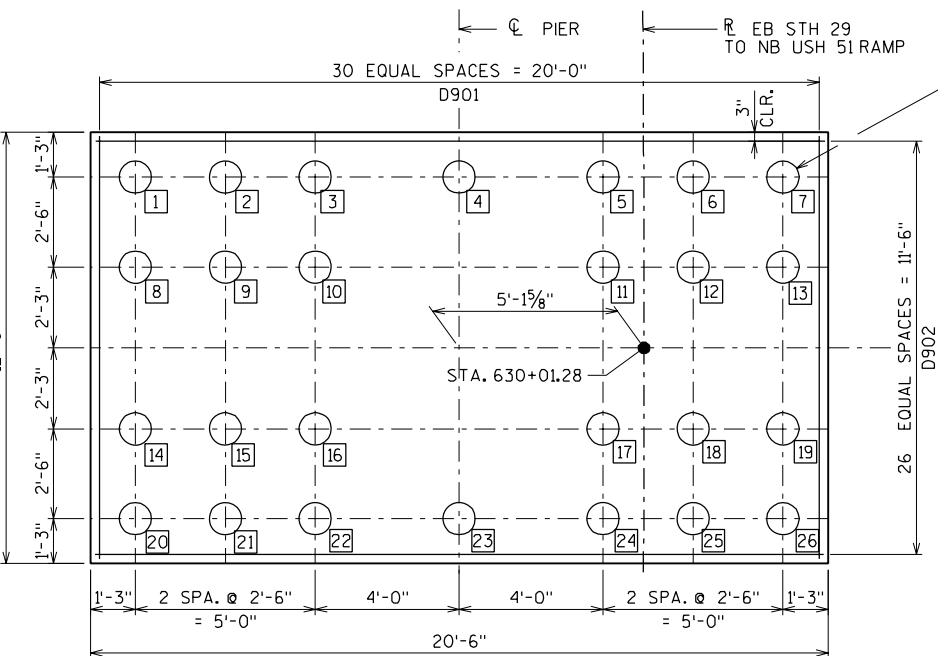 ℄ PIER
R̲L EB STH 29
TO NB USH 51 RAMP
30 EQUAL SPACES = 20'-0"
D901
3"
CLR.
1'-3"
2'-6"
2'-3"
2'-3"
2'-6"
1'-3"
1 2 3 4 5 6 7
8 9 10 11 12 13
5'-1⅝"
STA. 630+01.28
14 15 16 17 18 19
20 21 22 23 24 25 26
26 EQUAL SPACES = 11'-6"
D902
1'-3" 2 SPA. @ 2'-6" 4'-0" 4'-0" 2 SPA. @ 2'-6" 1'-3"
= 5'-0" = 5'-0"
20'-6"